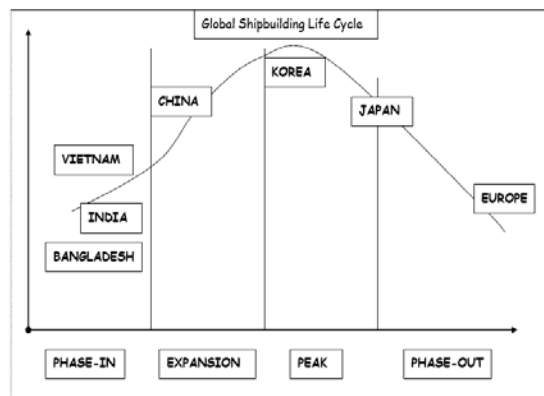 Global Shipbuilding Life Cycle
KOREA
CHINA
JAPAN
VIETNAM
EUROPE
INDIA
BANGLADESH
PHASE-IN
EXPANSION
PEAK
PHASE-OUT